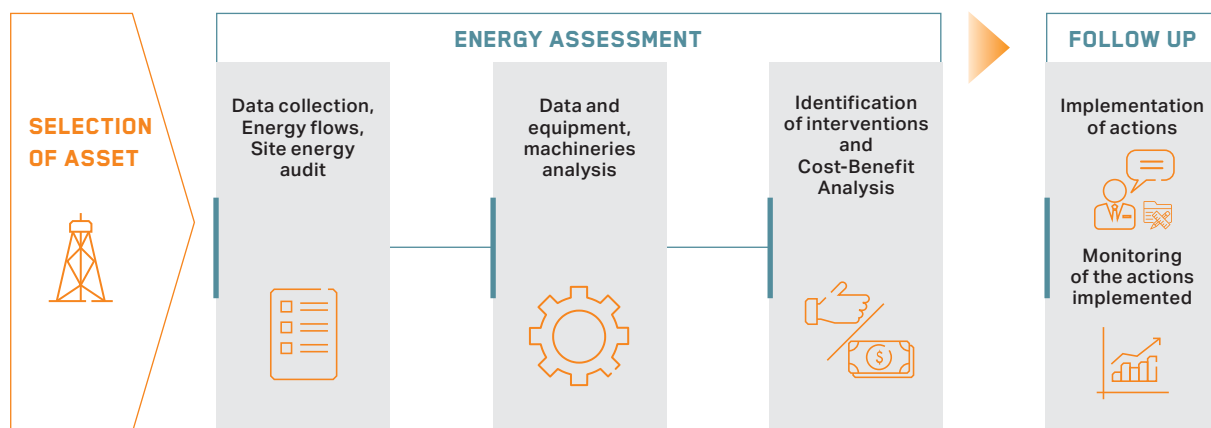 SELECTION
OF ASSET
ENERGY ASSESSMENT
Data collection,
Energy flows,
Site energy
audit
Data and
equipment,
machineries
analysis
Identification
of interventions
and
Cost-Benefit
Analysis
$
FOLLOW UP
Implementation
of actions
Monitoring
of the actions
implemented